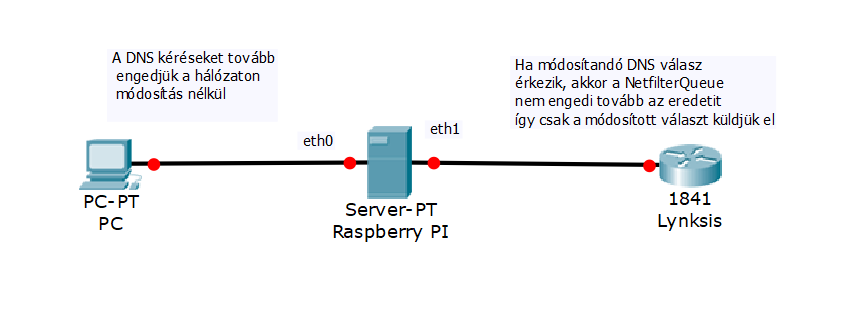 A DNS kéréseket tovább
engedjük a hálózaton
módosítás nélkül
Ha módosítandó DNS válasz
érkezik, akkor a NetfilterQueue
nem engedi tovább az eredetit
így csak a módosított választ küldjük el
eth0
eth1
PC-PT
PC
Server-PT
Raspberry PI
1841
Lynksis